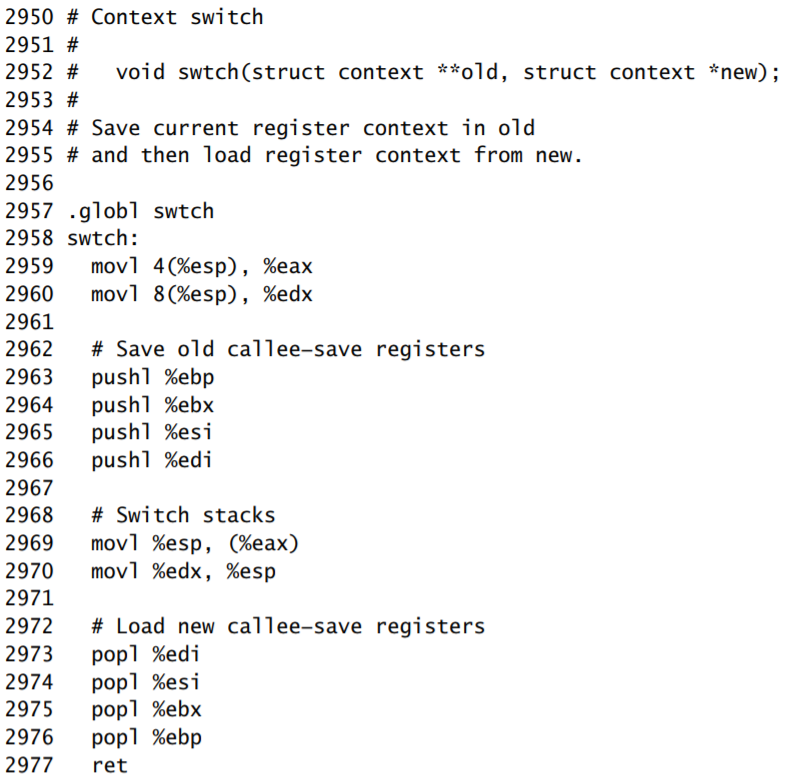 2950 # Context switch
2951 #
2952 #   void swtch(struct context **old, struct context *new);
2953 #
2954 # Save current register context in old
2955 # and then load register context from new.
2956
2957 .globl swtch
2958 swtch:
2959   movl 4(%esp), %eax
2960   movl 8(%esp), %edx
2961
2962   # Save old callee–save registers
2963   pushl %ebp
2964   pushl %ebx
2965   pushl %esi
2966   pushl %edi
2967
2968   # Switch stacks
2969   movl %esp, (%eax)
2970   movl %edx, %esp
2971
2972   # Load new callee–save registers
2973   popl %edi
2974   popl %esi
2975   popl %ebx
2976   popl %ebp
2977   ret